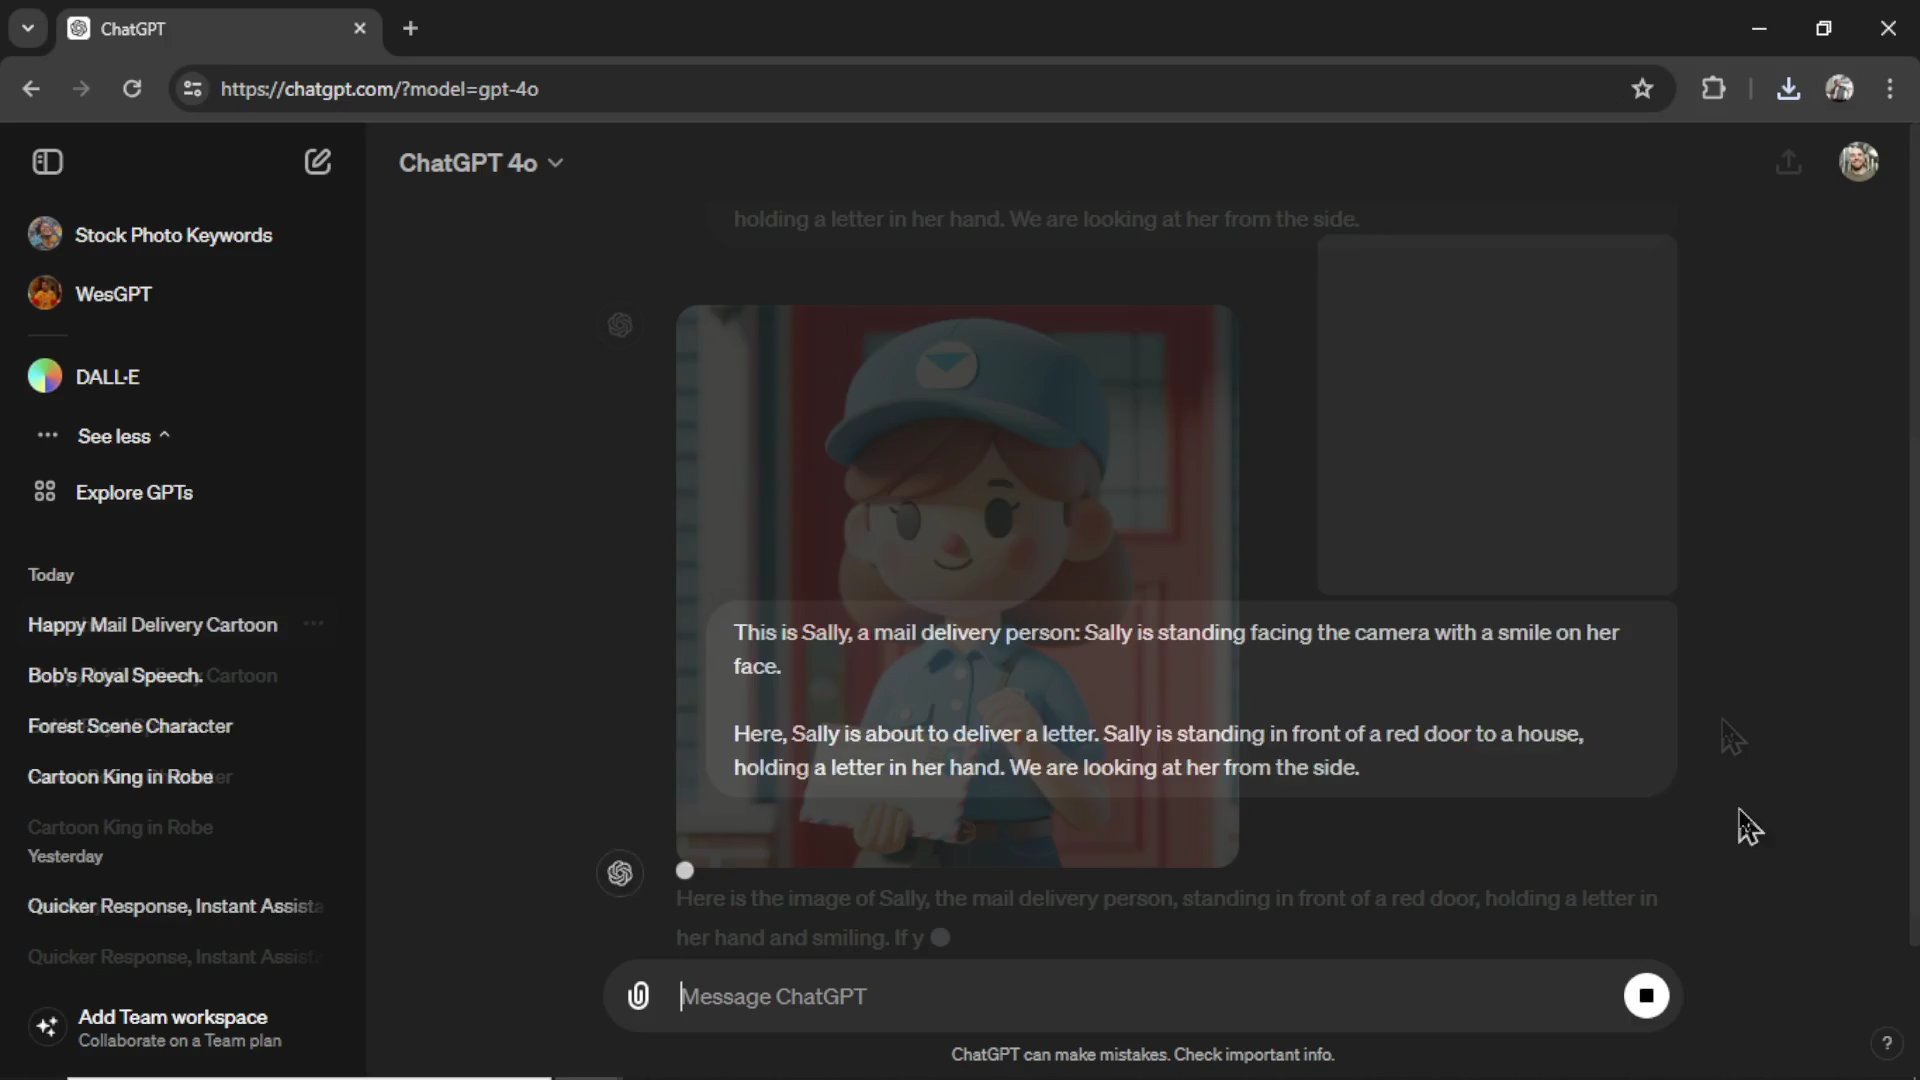 ChatGPT
https://chatgpt.com/?model=gpt-4o
ChatGPT 4o
Stock Photo Keywords
WesGPT
DALL·E
See less
Explore GPTs
Today
Happy Mail Delivery Cartoon
Bob's Royal Speech.
Forest Scene Character
Cartoon King in Robe
Cartoon King in Robe
Yesterday
Quicker Response, Instant Assista
Quicker Response, Instant Assist
Add Team workspace
Collaborate on a Team plan
holding a letter in her hand. We are looking at her from the side.
This is Sally, a mail delivery person: Sally is standing facing the camera with a smile on her
face.
Here, Sally is about to deliver a letter. Sally is standing in front of a red door to a house,
holding a letter in her hand. We are looking at her from the side.
Here is the image of Sally, the mail delivery person, standing in front of a red door, holding a letter in
her hand and smiling. If y
Message ChatGPT
ChatGPT can make mistakes. Check important info.
?